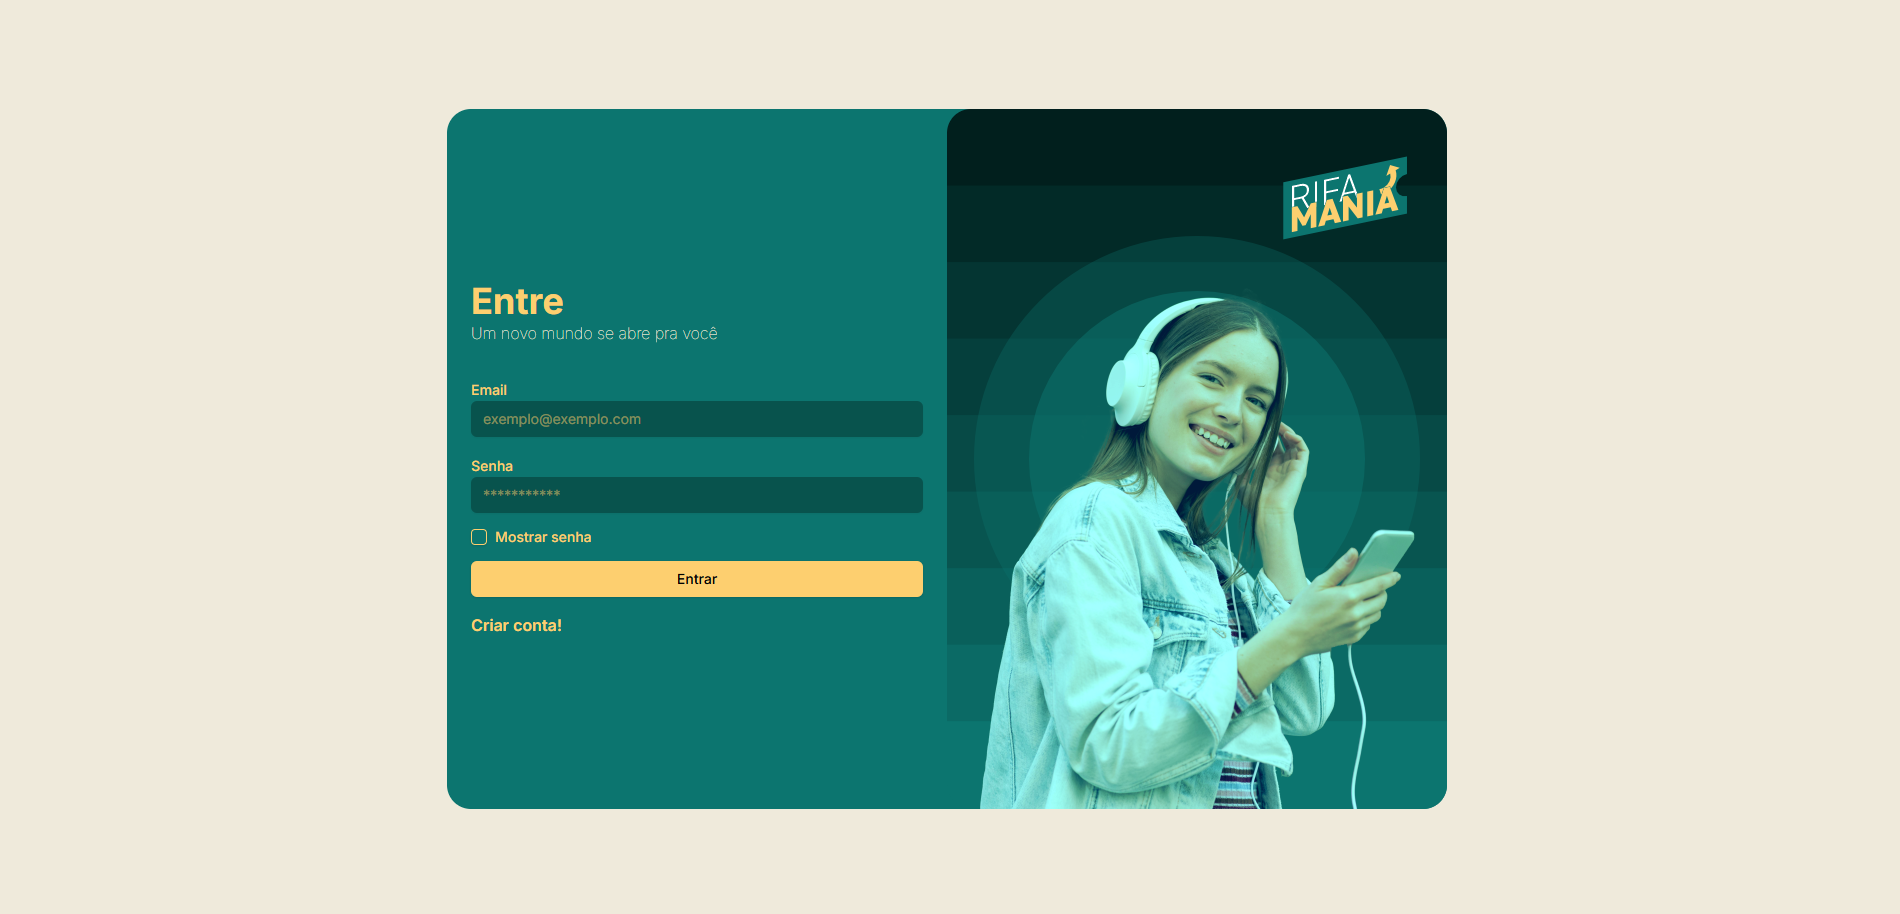 Entre
Um novo mundo se abre pra você
Email
exemplo@exemplo.com
Senha
***********
Mostrar senha
Entrar
Criar conta!
RIFA
MANIA